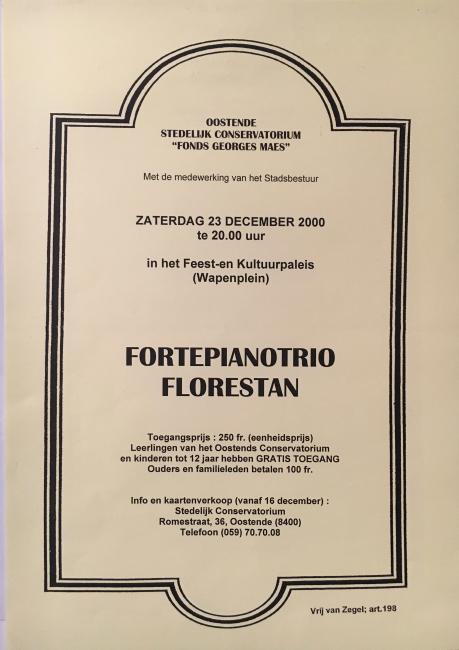 OOSTENDE
STEDELIJK CONSERVATORIUM
"FONDS GEORGES MAES"
Met de medewerking van het Stadsbestuur
ZATERDAG 23 DECEMBER 2000
te 20.00 uur
in het Feest-en Kultuurpaleis
(Wapenplein)
FORTEPIANOTRIO
FLORESTAN
Toegangsprijs : 250 fr. (eenheidsprijs)
Leerlingen van het Oostends Conservatorium
en kinderen tot 12 jaar hebben GRATIS TOEGANG
Ouders en familieleden betalen 100 fr.
Info en kaartenverkoop (vanaf 16 december) :
Stedelijk Conservatorium
Romestraat, 36, Oostende (8400)
Telefoon (059) 70.70.08
Vrij van Zegel; art.198